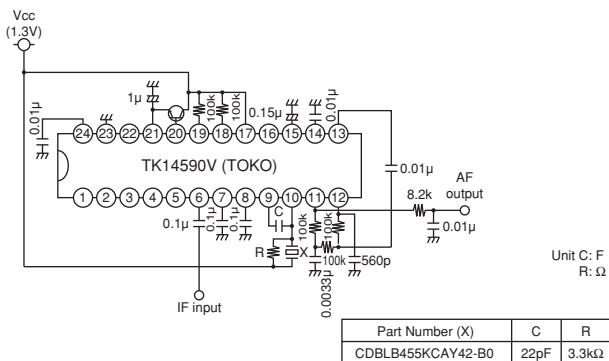 Vcc
(1.3V)
1μ
100k
100k
0.15μ
0.01μ
0.01μ
24 23 22 21 20 19 18 17 16 15 14 13
TK14590V (TOKO)
1 2 3 4 5 6 7 8 9 10 11 12
0.01μ
AF
output
8.2k
0.01μ
0.1μ
0.1μ
0.1μ
C
R
X
100k
100k
100k
560p
0.0033μ
IF input
Unit C: F
R: Ω
Part Number (X) C R
CDBLB455KCAY42-B0 22pF 3.3kΩ